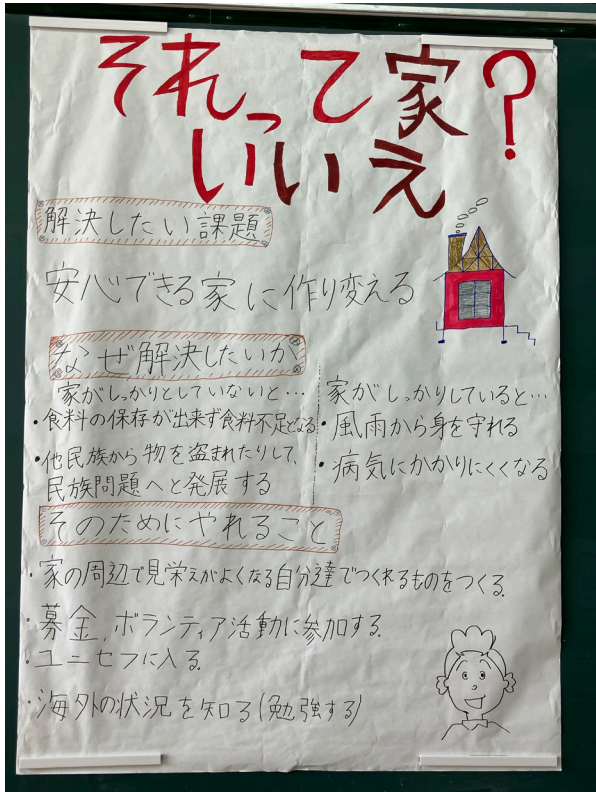 それって家?
いいえ
解決したい課題
安心できる家に作り変える
なぜ解決したいか
家がしっかりとしていないと…
・食料の保存が出来ず食料不足となる
・他民族から物を盗まれたりして、
民族問題へと発展する
家がしっかりしていると…
・風雨から身を守れる
・病気にかかりにくくなる
そのためにやれること
・家の周辺で見栄えがよくなる自分達でつくれるものをつくる。
・募金、ボランティア活動に参加する。
・ユニセフに入る。
・海外の状況を知る(勉強する)